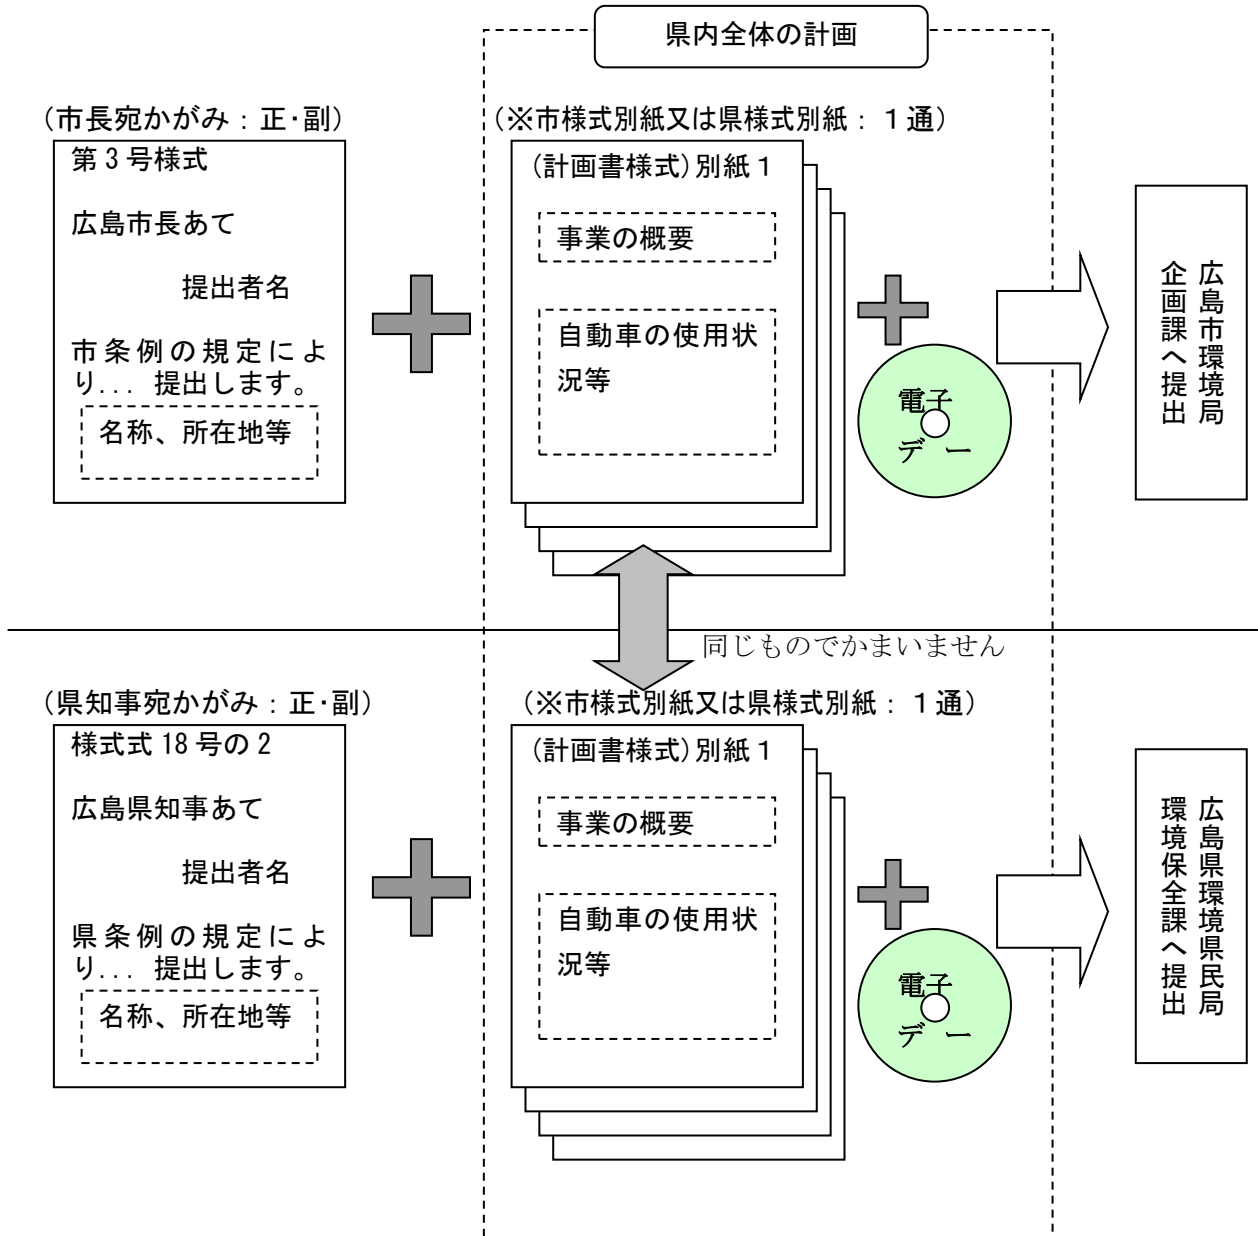 県内全体の計画
（市長宛かがみ：正・副）
第３号様式
広島市長あて
提出者名
市条例の規定によ
り... 提出します。
名称、所在地等
（※市様式別紙又は県様式別紙：１通）
（計画書様式）別紙１
事業の概要
自動車の使用状
況等
電子
デー
広島市環境局
企画課へ提出
同じものでかまいません
（県知事宛かがみ：正・副）
様式式 18 号の２
広島県知事あて
提出者名
県条例の規定によ
り... 提出します。
名称、所在地等
（※市様式別紙又は県様式別紙：１通）
（計画書様式）別紙１
事業の概要
自動車の使用状
況等
電子
デー
広島県環境県民局
環境保全課へ提出